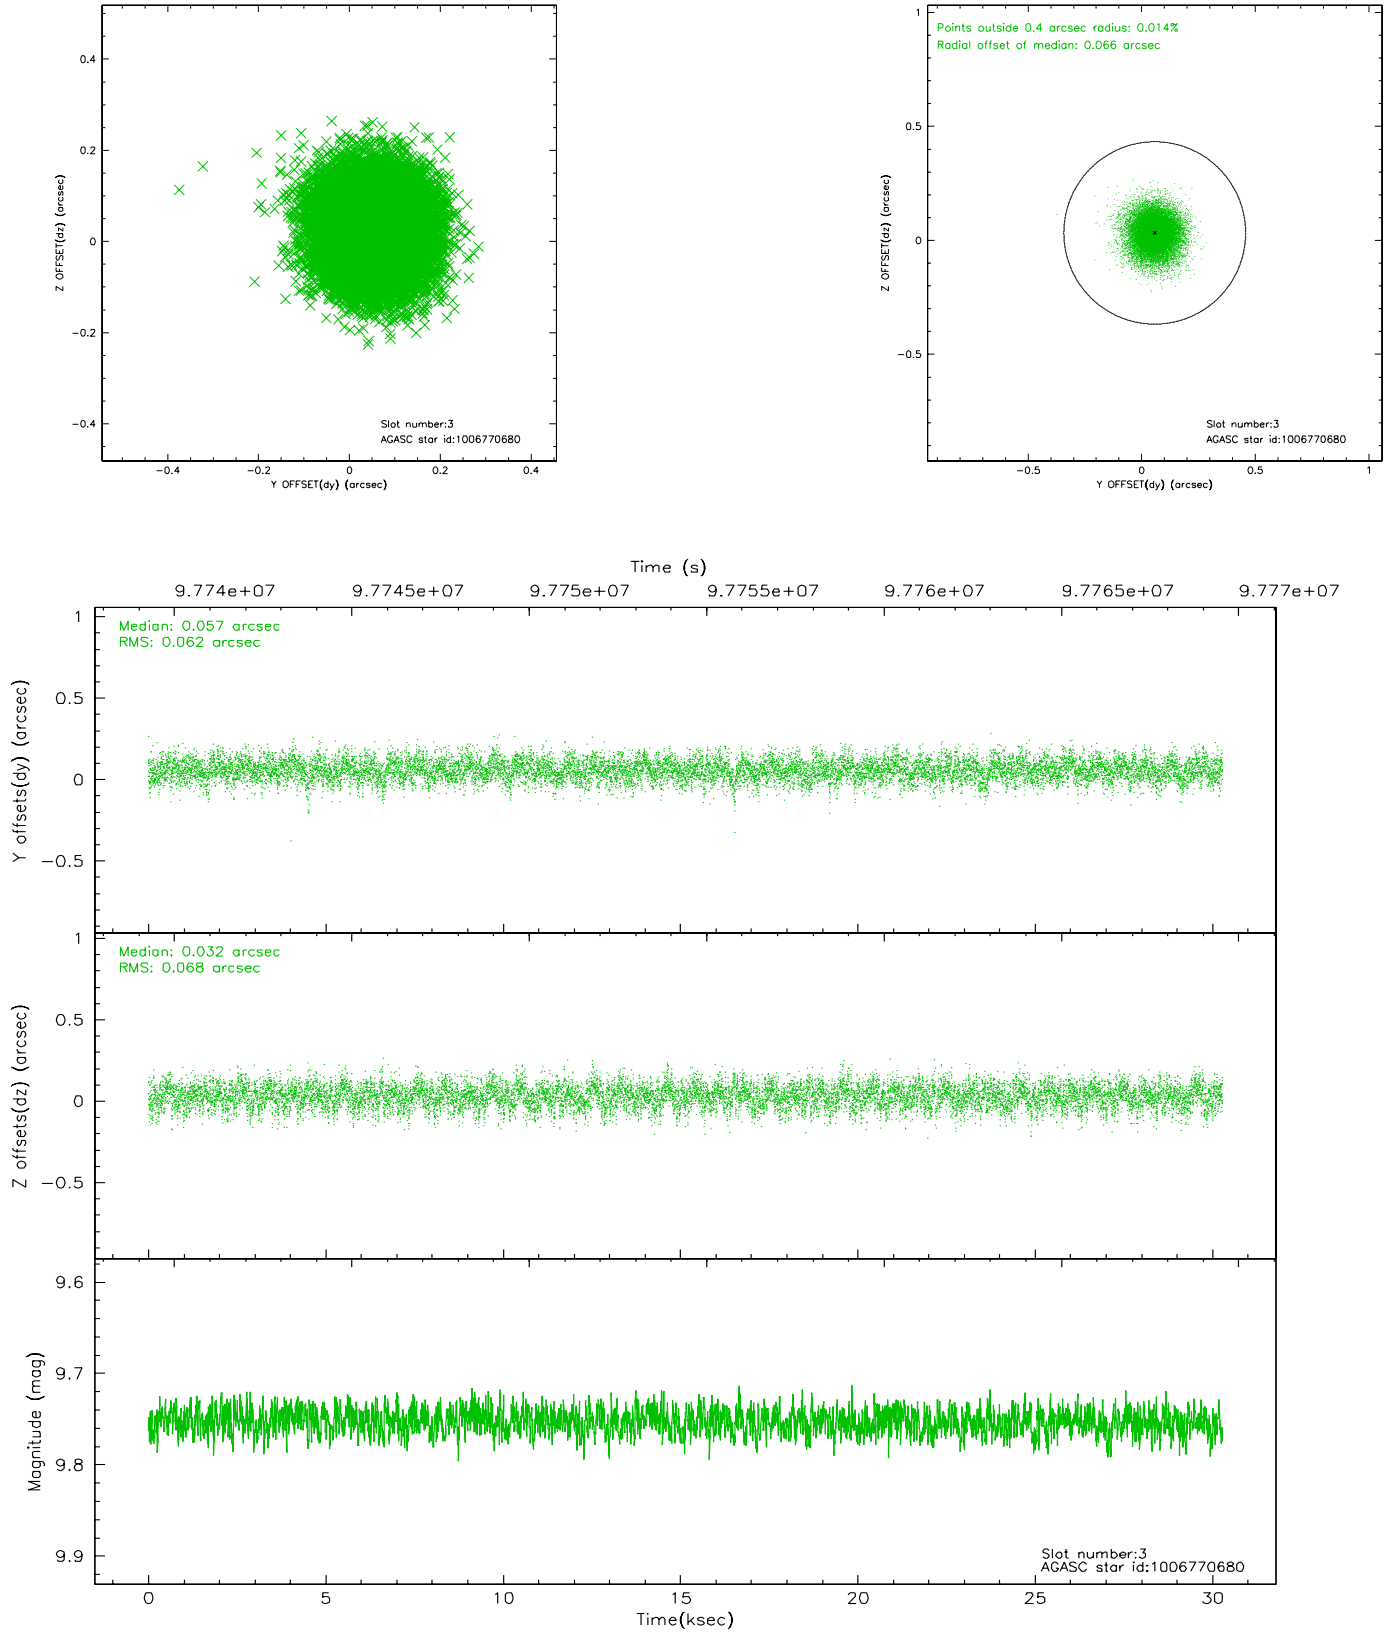 0.4
0.2
0
−0.2
−0.4
Z OFFSET(dz) (arcsec)
Slot number:3
AGASC star id:1006770680
−0.4 −0.2 0 0.2 0.4
Y OFFSET(dy) (arcsec)
Points outside 0.4 arcsec radius: 0.014%
Radial offset of median: 0.066 arcsec
1
0.5
0
−0.5
Z OFFSET(dz) (arcsec)
Slot number:3
AGASC star id:1006770680
−0.5 0 0.5 1
Y OFFSET(dy) (arcsec)
Time (s)
9.774e+07 9.7745e+07 9.775e+07 9.7755e+07 9.776e+07 9.7765e+07 9.777e+07
Median: 0.057 arcsec
RMS: 0.062 arcsec
1
0.5
0
−0.5
Y offsets(dy) (arcsec)
Median: 0.032 arcsec
RMS: 0.068 arcsec
1
0.5
0
−0.5
Z offsets(dz) (arcsec)
9.6
9.7
9.8
9.9
Magnitude (mag)
Slot number:3
AGASC star id:1006770680
0 5 10 15 20 25 30
Time(ksec)